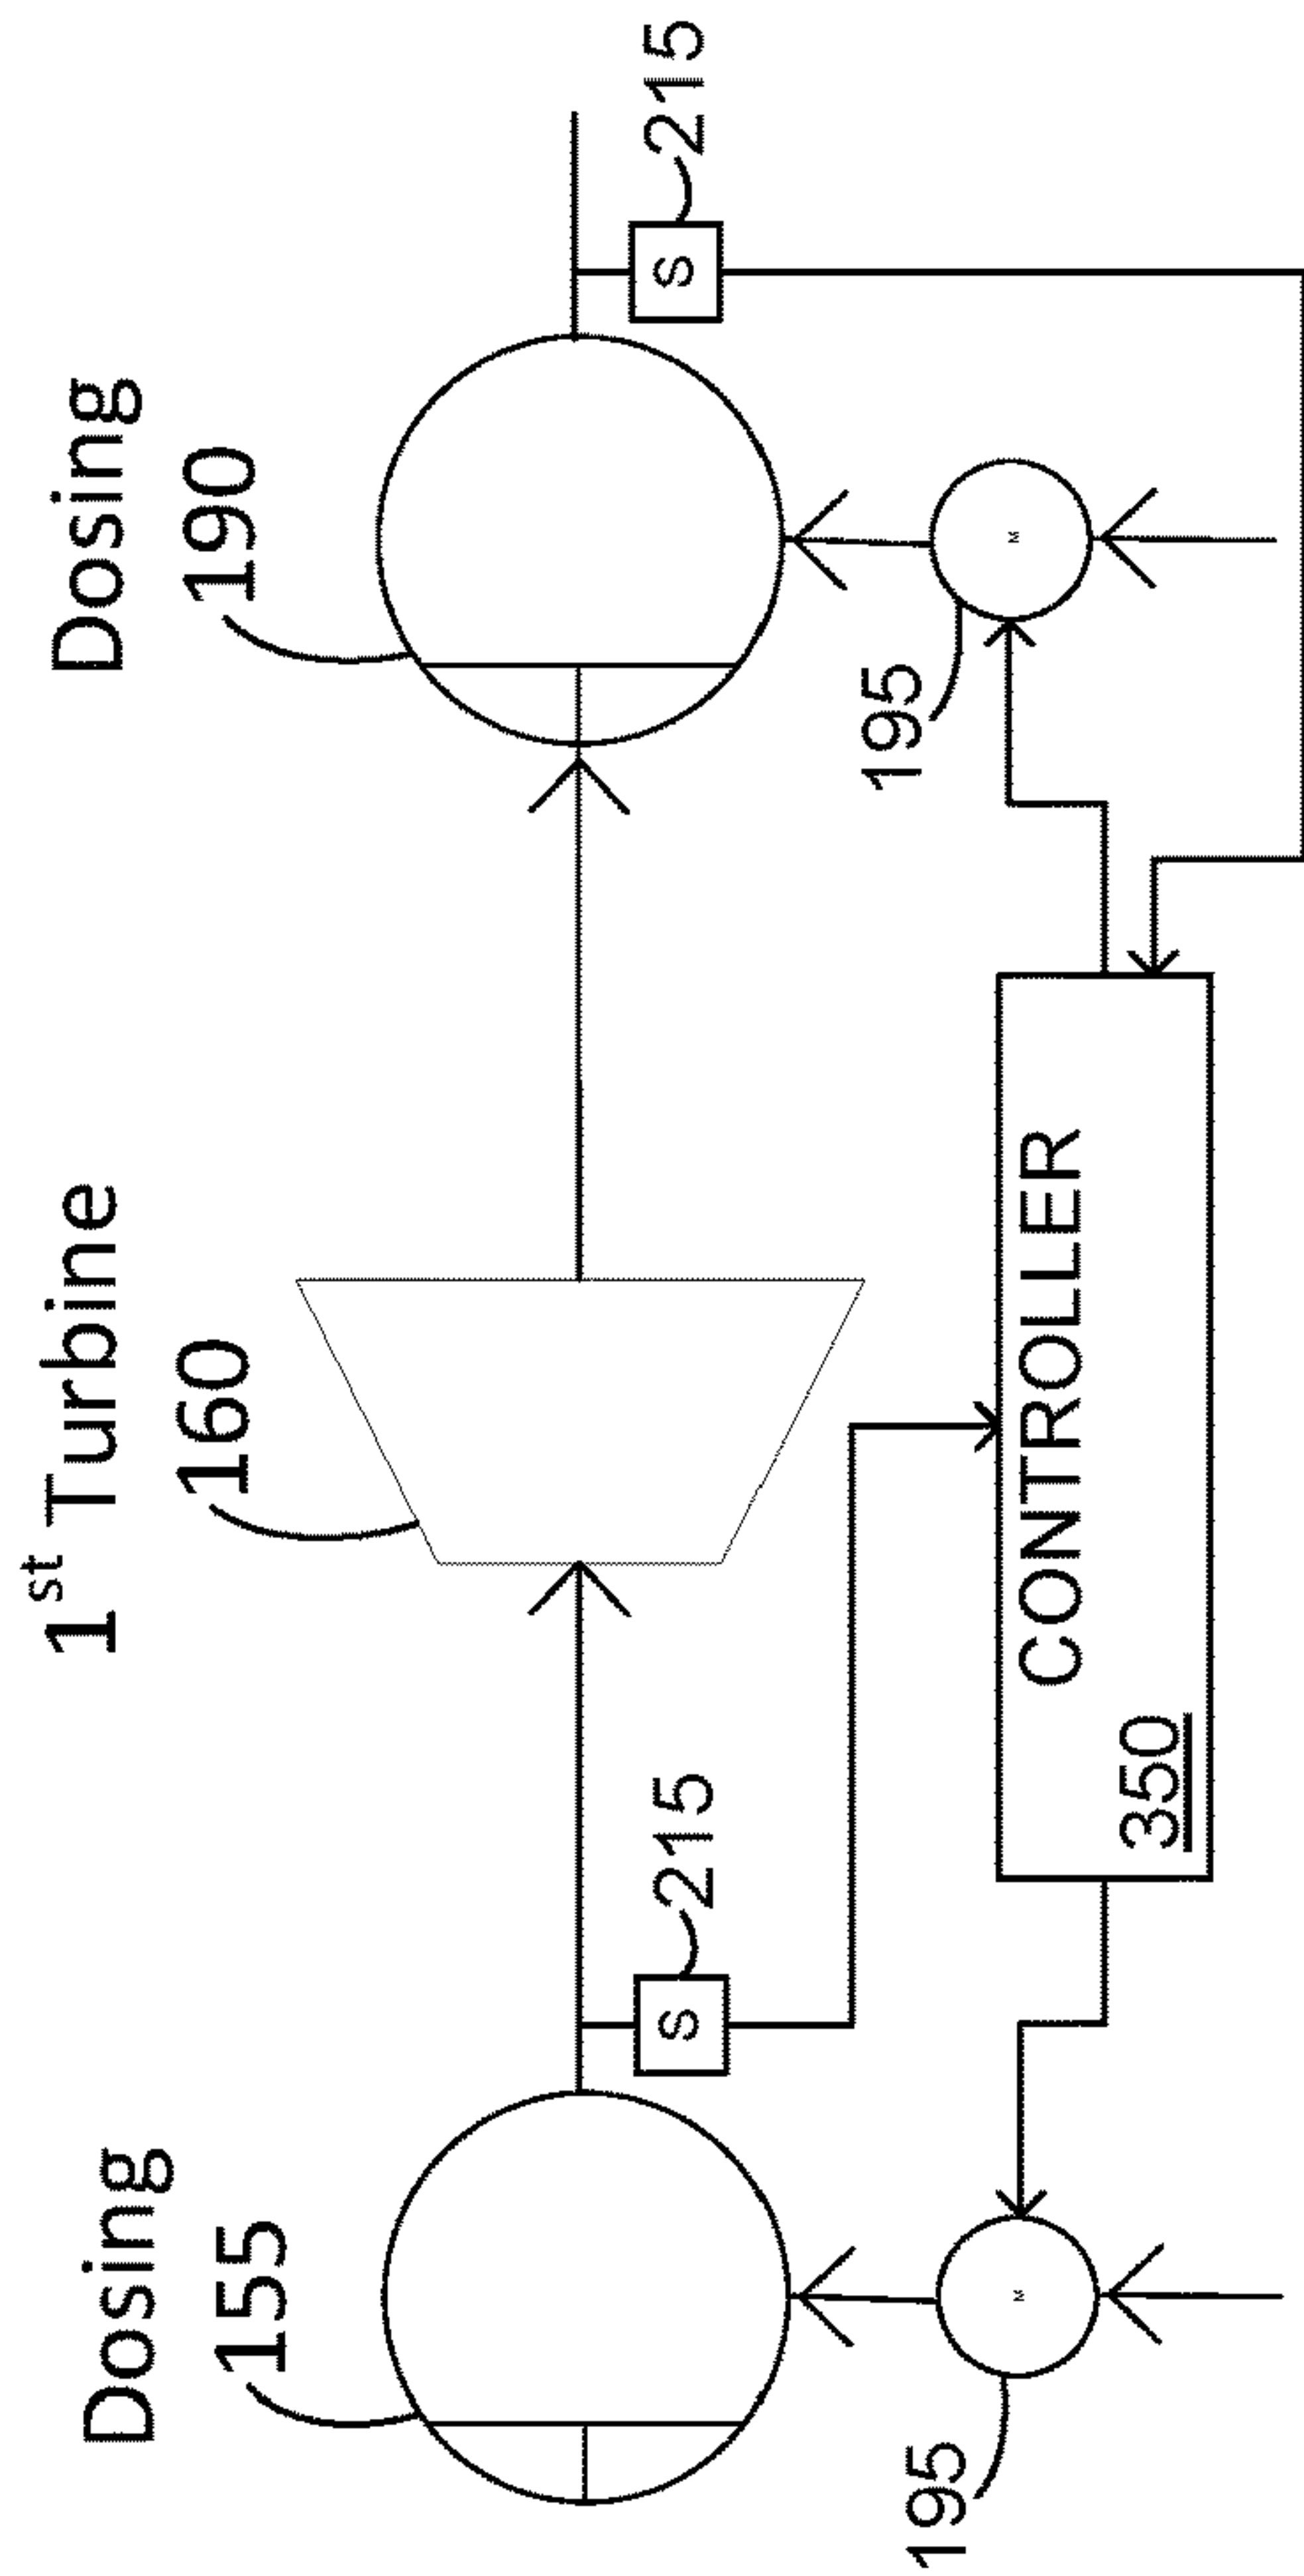 Dosing
155
1st Turbine
160
Dosing
190
S
215
S
215
195
M
195
M
CONTROLLER
350